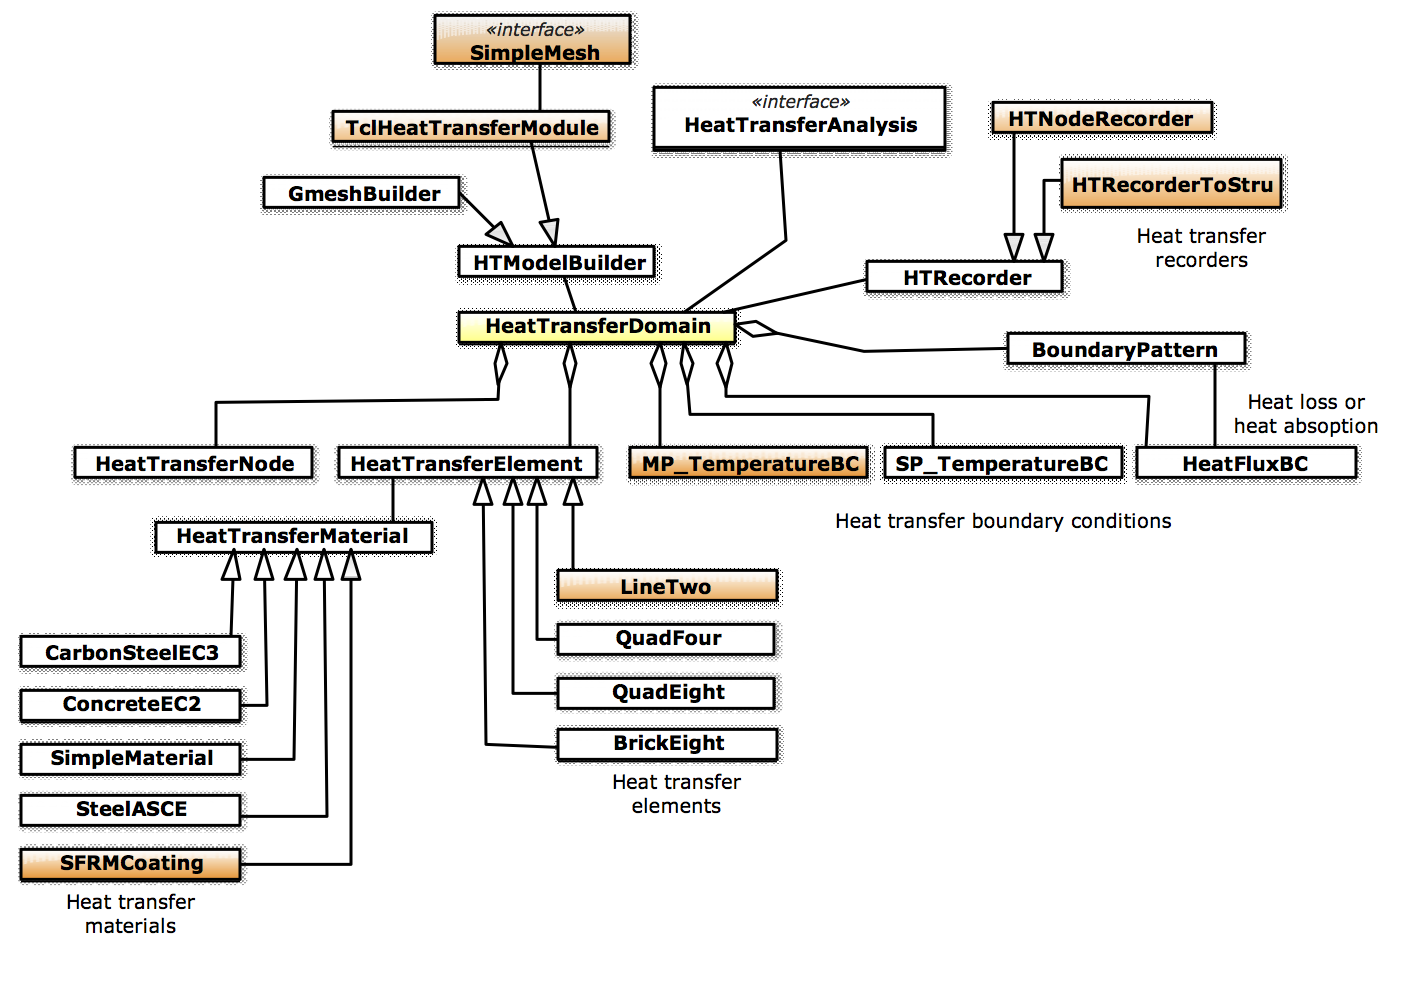 «interface»
SimpleMesh
TclHeatTransferModule
«interface»
HeatTransferAnalysis
HTNodeRecorder
HTRecorderToStru
GmeshBuilder
Heat transfer
recorders
HTModelBuilder
HTRecorder
HeatTransferDomain
BoundaryPattern
Heat loss or
heat absoption
HeatTransferNode
HeatTransferElement
MP_TemperatureBC
SP_TemperatureBC
HeatFluxBC
Heat transfer boundary conditions
HeatTransferMaterial
LineTwo
QuadFour
QuadEight
BrickEight
Heat transfer
elements
CarbonSteelEC3
ConcreteEC2
SimpleMaterial
SteelASCE
SFRMCoating
Heat transfer
materials